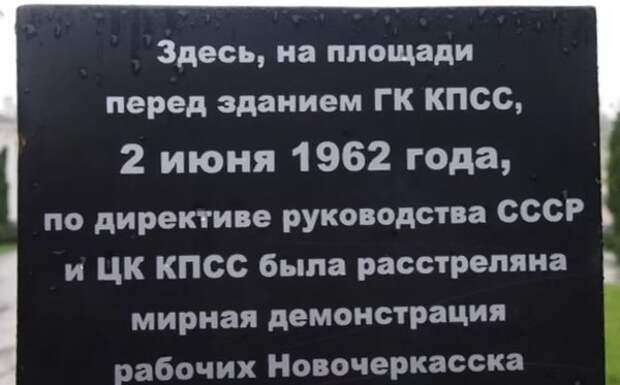 Здесь, на площади
перед зданием ГК КПСС,
2 июня 1962 года,
по директиве руководства СССР
и ЦК КПСС была расстреляна
мирная демонстрация
рабочих Новочеркасска